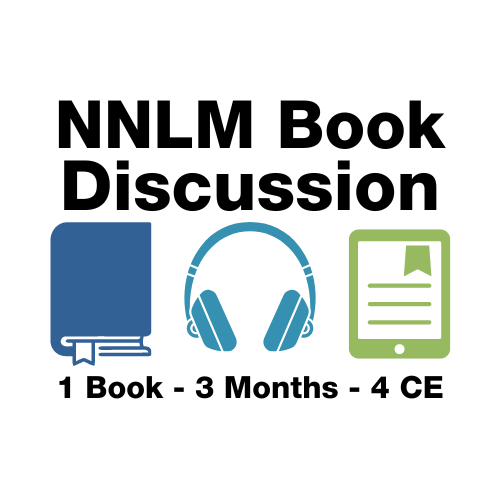 NNLM Book
Discussion
1 Book - 3 Months - 4 CE